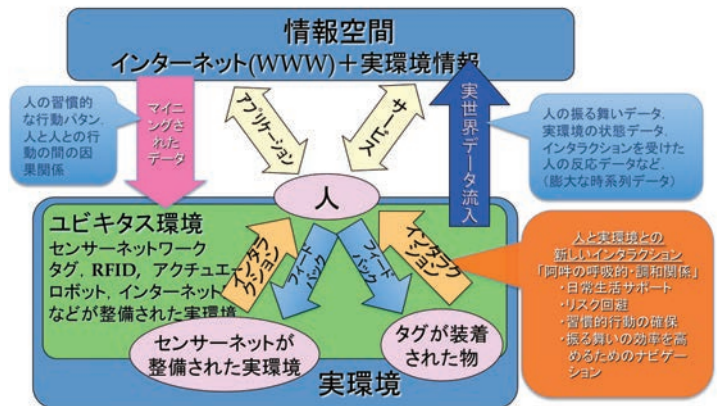 情報空間
インターネット(WWW)＋実環境情報
人の習慣的
な行動パタン.
人と人との行
動の間の因
果関係
マイニ
ングさ
れた
データ
アプリケーション
サービス
実世界データ流入
人の振る舞いデータ.
実環境の状態データ.
インタラクションを受けた
人の反応データなど.
(膨大な時系列データ)
人
ユビキタス環境
センサーネットワーク
タグ, RFID, アクチュエー
ロボット, インターネット
などが整備された実環境
インタラ
クション
フィード
バック
フィード
バック
インタラク
ション
センサーネットが
整備された実環境
タグが装着
された物
実環境
人と実環境との
新しいインタラクション
「阿吽の呼吸的・調和関係」
・日常生活サポート
・リスク回避
・習慣的行動の確保
・振る舞いの効率を高
めるためのナビゲー
ション